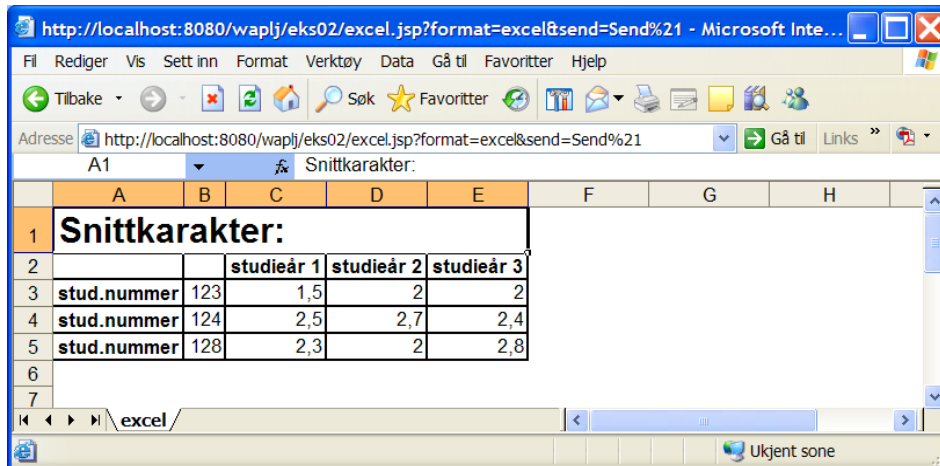 http://localhost:8080/waplj/eks02/excel.jsp?format=excel&send=Send%21 - Microsoft Inte...
Fil Rediger Vis Sett inn Format Verktøy Data Gå til Favoritter Hjelp
Tilbake Søk Favoritter
Adresse http://localhost:8080/waplj/eks02/excel.jsp?format=excel&send=Send%21 Gå til Links »
A1 fx Snittkarakter:
A B C D E F G H
1 Snittkarakter:
2 studieår 1 studieår 2 studieår 3
3 stud.nummer 123 1,5 2 2
4 stud.nummer 124 2,5 2,7 2,4
5 stud.nummer 128 2,3 2 2,8
6
7
excel
Ukjent sone